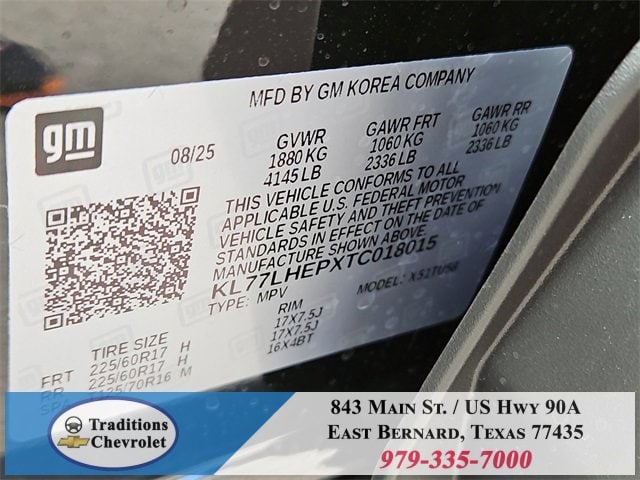 MFD BY GM KOREA COMPANY
gm
08/25
GVWR
1880 KG
4145 LB
GAWR FRT
1060 KG
2336 LB
GAWR RR
1060 KG
2336 LB
THIS VEHICLE CONFORMS TO ALL
APPLICABLE U.S. FEDERAL MOTOR
VEHICLE SAFETY AND THEFT PREVENTION
STANDARDS IN EFFECT ON THE DATE OF
MANUFACTURE SHOWN ABOVE.
KL77LHEPXTC018015
TYPE: MPV
MODEL:
TIRE SIZE
RIM
FRT 225/60R17 H 17X7.5J
RR 225/60R17 H 17X7.5J
70R16 M 16X4BT
Traditions
Chevrolet
843 MAIN ST. / US HWY 90A
EAST BERNARD, TEXAS 77435
979-335-7000